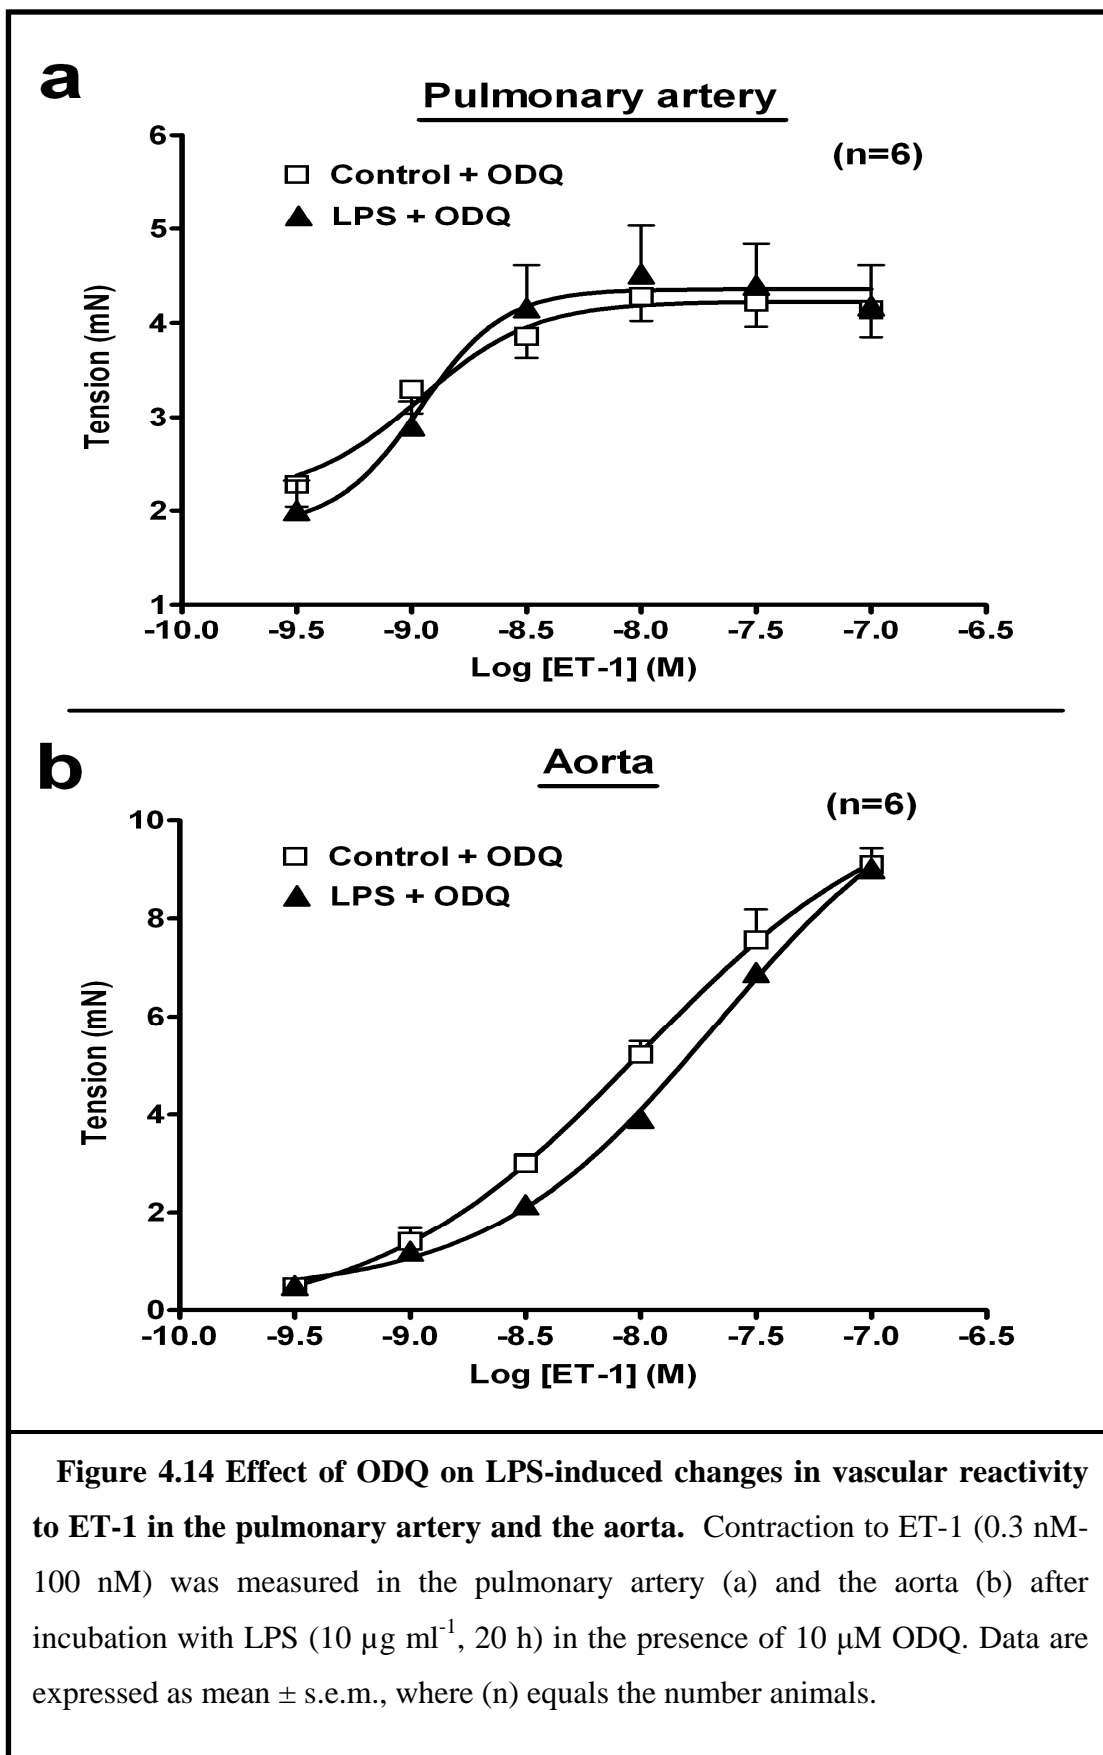 a
Pulmonary artery
(n=6)
Control + ODQ
LPS + ODQ
6
5
4
3
2
1
Tension (mN)
-10.0 -9.5 -9.0 -8.5 -8.0 -7.5 -7.0 -6.5
Log [ET-1] (M)
b
Aorta
(n=6)
Control + ODQ
LPS + ODQ
10
8
6
4
2
0
Tension (mN)
-10.0 -9.5 -9.0 -8.5 -8.0 -7.5 -7.0 -6.5
Log [ET-1] (M)
Figure 4.14 Effect of ODQ on LPS-induced changes in vascular reactivity
to ET-1 in the pulmonary artery and the aorta. Contraction to ET-1 (0.3 nM-
100 nM) was measured in the pulmonary artery (a) and the aorta (b) after
incubation with LPS (10 µg ml⁻¹, 20 h) in the presence of 10 µM ODQ. Data are
expressed as mean ± s.e.m., where (n) equals the number animals.